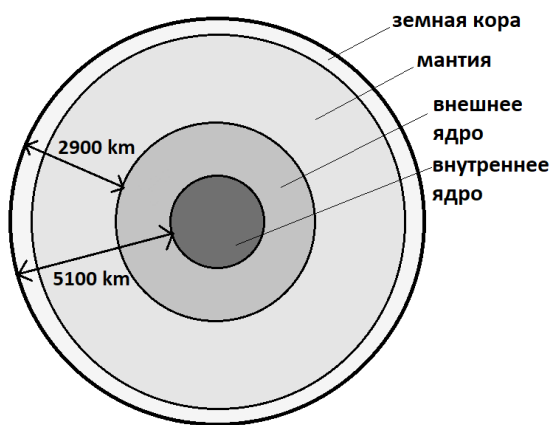 земная кора
мантия
внешнее
ядро
внутреннее
ядро
2900 km
5100 km